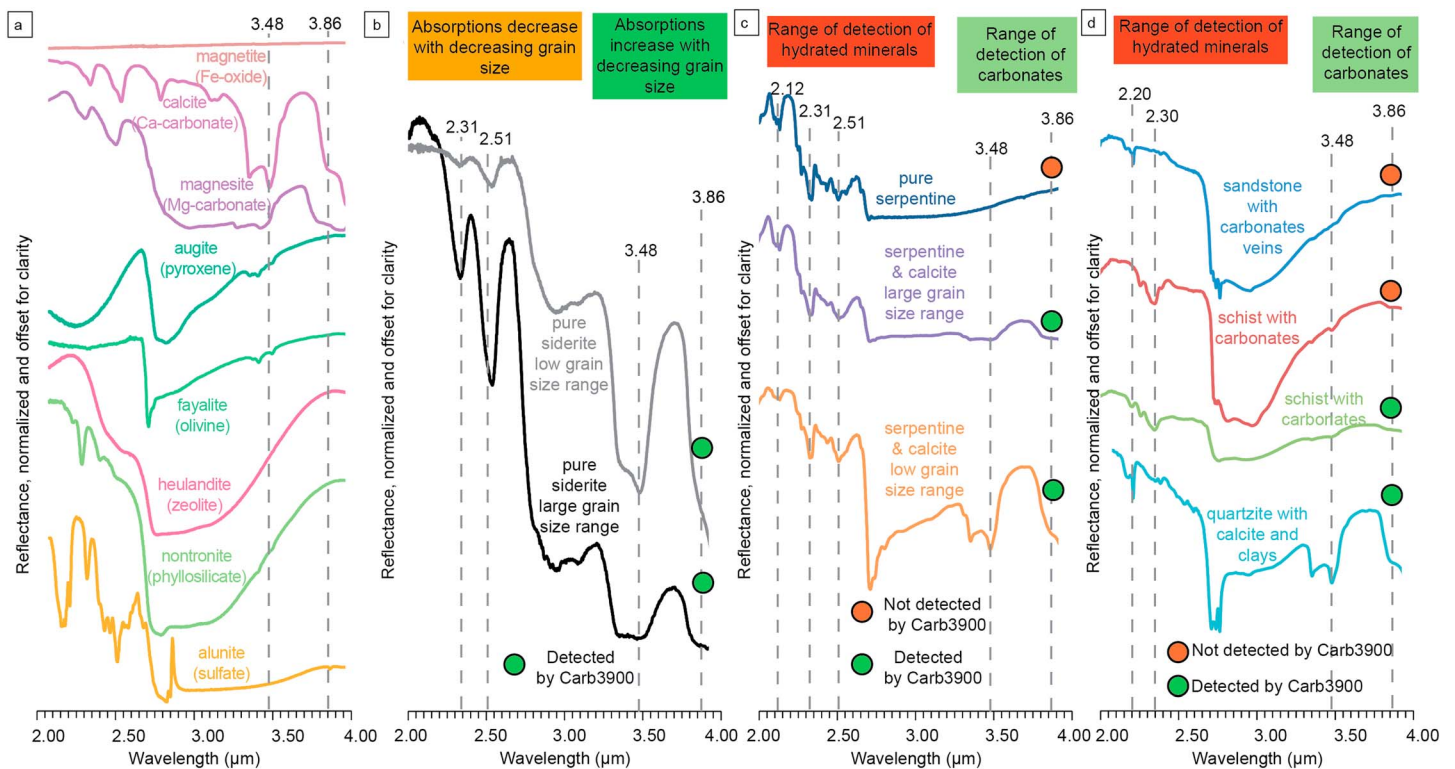 a
3.48
3.86
magnetite
(Fe-oxide)
calcite
(Ca-carbonate)
magnesite
(Mg-carbonate)
augite
(pyroxene)
fayalite
(olivine)
heulandite
(zeolite)
nontronite
(phyllosilicate)
alunite
(sulfate)
Reflectance, normalized and offset for clarity
2.00
2.50
3.00
3.50
4.00
Wavelength (µm)
b
Absorptions decrease
with decreasing grain
size
Absorptions
increase with
decreasing grain
size
2.31
2.51
3.48
3.86
pure
siderite
low grain
size range
pure
siderite
large grain
size range
Detected
by Carb3900
Reflectance, normalized and offset for clarity
2.00
2.50
3.00
3.50
4.00
Wavelength (µm)
c
Range of detection of
hydrated minerals
Range of
detection of
carbonates
2.12
2.31
2.51
3.48
3.86
pure
serpentine
serpentine
& calcite
large grain
size range
serpentine
& calcite
low grain
size range
Not detected
by Carb3900
Detected
by Carb3900
Reflectance, normalized and offset for clarity
2.00
2.50
3.00
3.50
4.00
Wavelength (µm)
d
Range of detection of
hydrated minerals
Range of
detection of
carbonates
2.20
2.30
3.48
3.86
sandstone
with
carbonates
veins
schist with
carbonates
schist with
carbonates
quartzite with
calcite and
clays
Not detected by Carb3900
Detected by Carb3900
Reflectance, normalized and offset for clarity
2.00
2.50
3.00
3.50
4.00
Wavelength (µm)